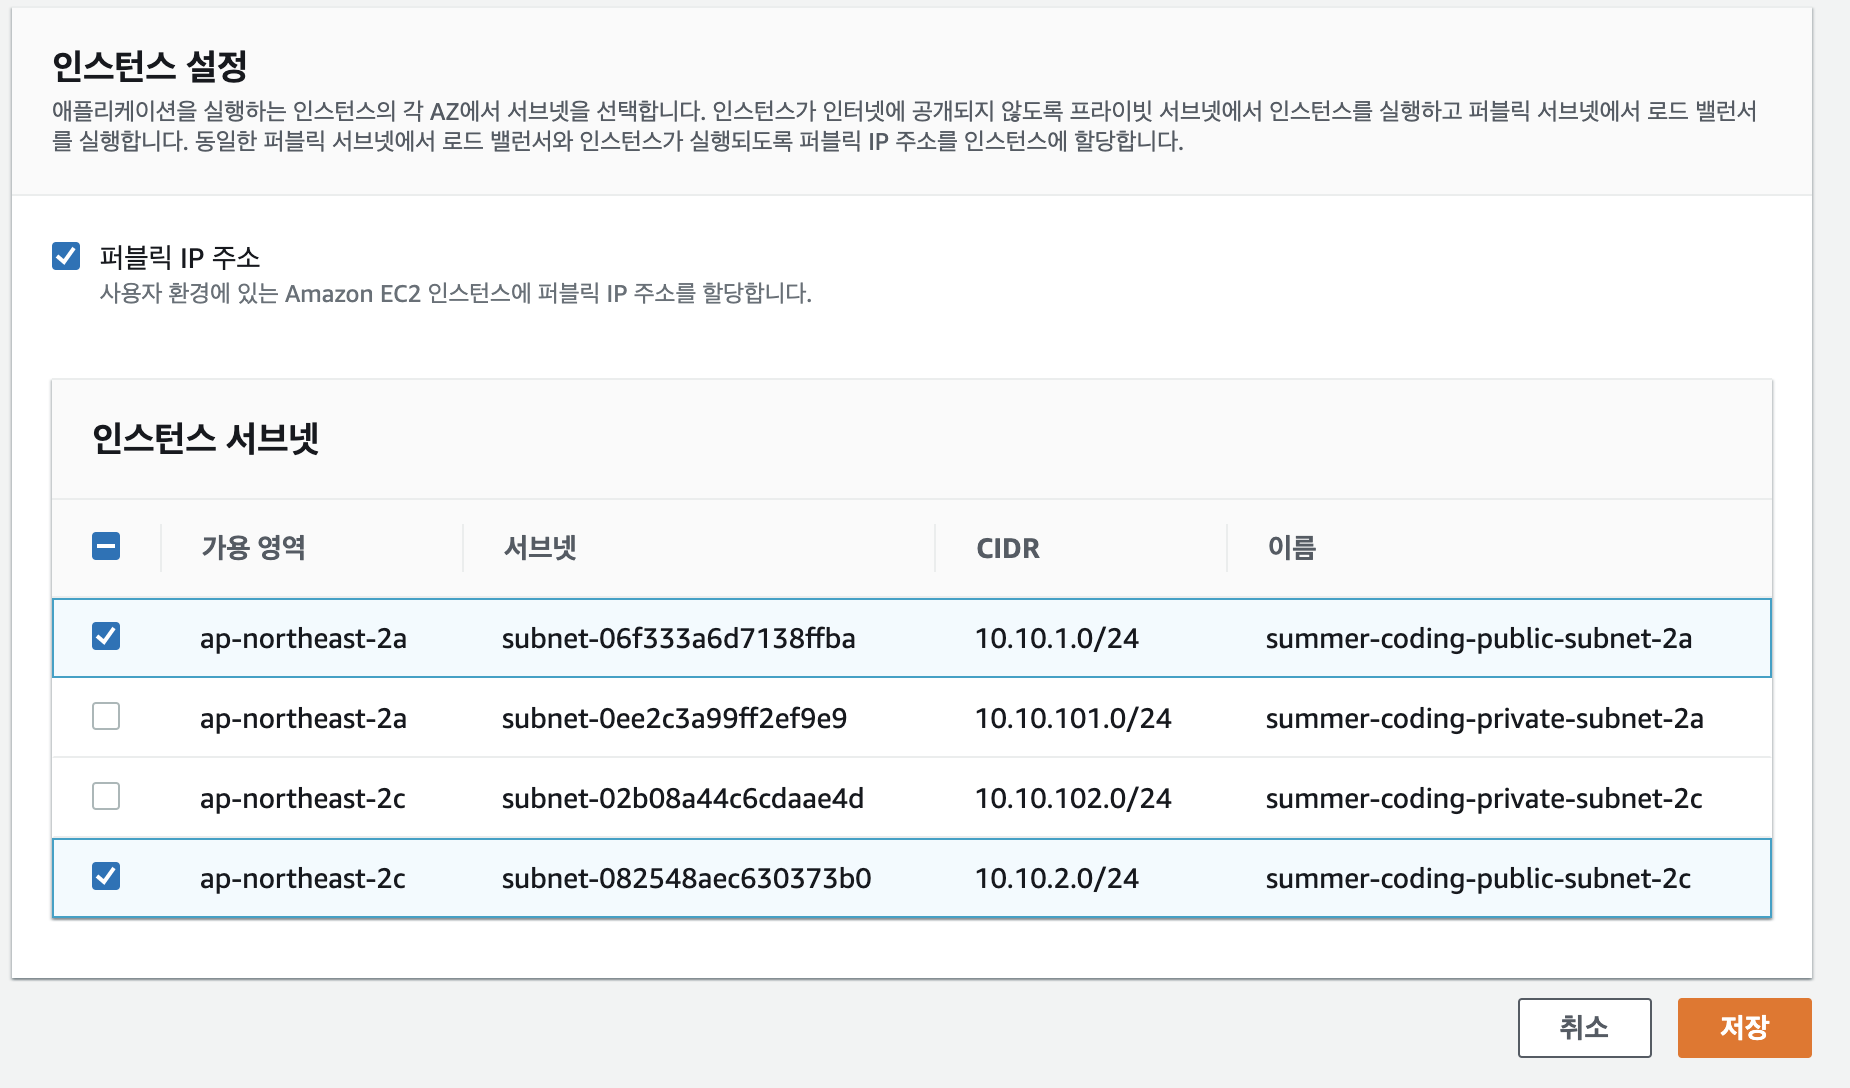 인스턴스 설정
애플리케이션을 실행하는 인스턴스의 각 AZ에서 서브넷을 선택합니다. 인스턴스가 인터넷에 공개되지 않도록 프라이빗 서브넷에서 인스턴스를 실행하고 퍼블릭 서브넷에서 로드 밸런서
를 실행합니다. 동일한 퍼블릭 서브넷에서 로드 밸런서와 인스턴스가 실행되도록 퍼블릭 IP 주소를 인스턴스에 할당합니다.
퍼블릭 IP 주소
사용자 환경에 있는 Amazon EC2 인스턴스에 퍼블릭 IP 주소를 할당합니다.
인스턴스 서브넷
가용 영역 서브넷 CIDR 이름
ap-northeast-2a subnet-06f333a6d7138ffba 10.10.1.0/24 summer-coding-public-subnet-2a
ap-northeast-2a subnet-0ee2c3a99ff2ef9e9 10.10.101.0/24 summer-coding-private-subnet-2a
ap-northeast-2c subnet-02b08a44c6cdaae4d 10.10.102.0/24 summer-coding-private-subnet-2c
ap-northeast-2c subnet-082548aec630373b0 10.10.2.0/24 summer-coding-public-subnet-2c
취소 저장